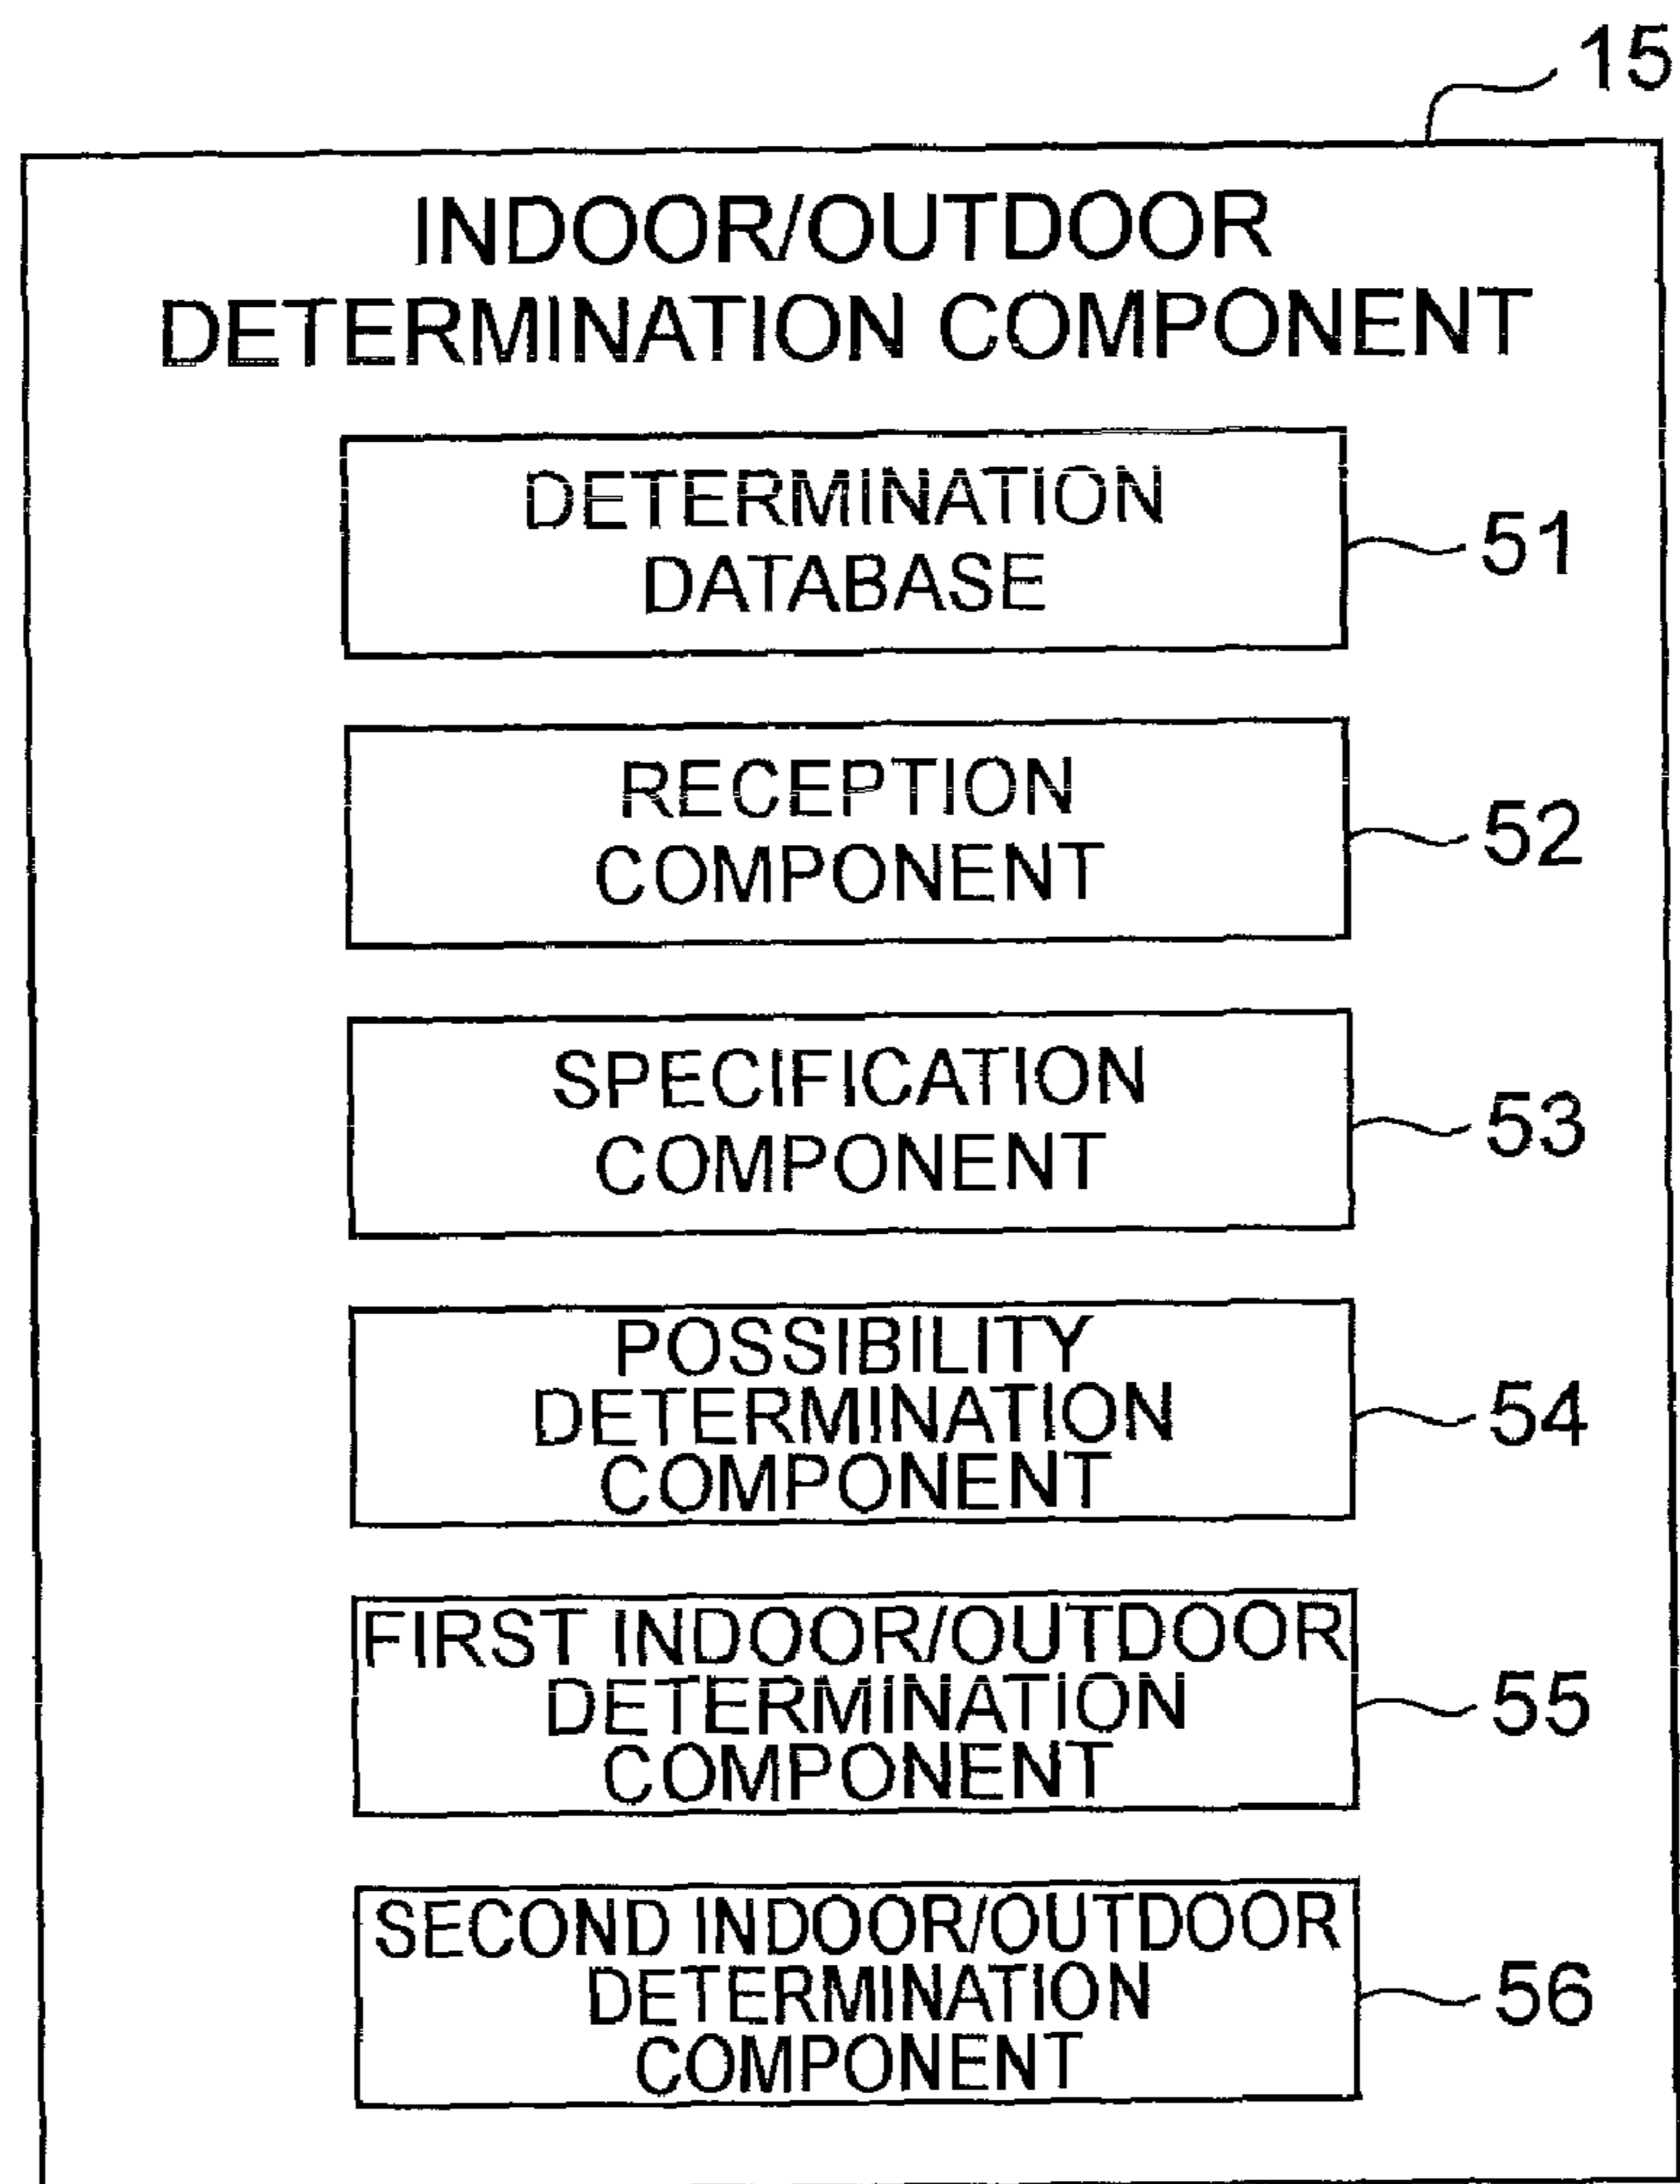 15
INDOOR/OUTDOOR
DETERMINATION COMPONENT
DETERMINATION
DATABASE
51
RECEPTION
COMPONENT
52
SPECIFICATION
COMPONENT
53
POSSIBILITY
DETERMINATION
COMPONENT
54
FIRST INDOOR/OUTDOOR
DETERMINATION
COMPONENT
55
SECOND INDOOR/OUTDOOR
DETERMINATION
COMPONENT
56